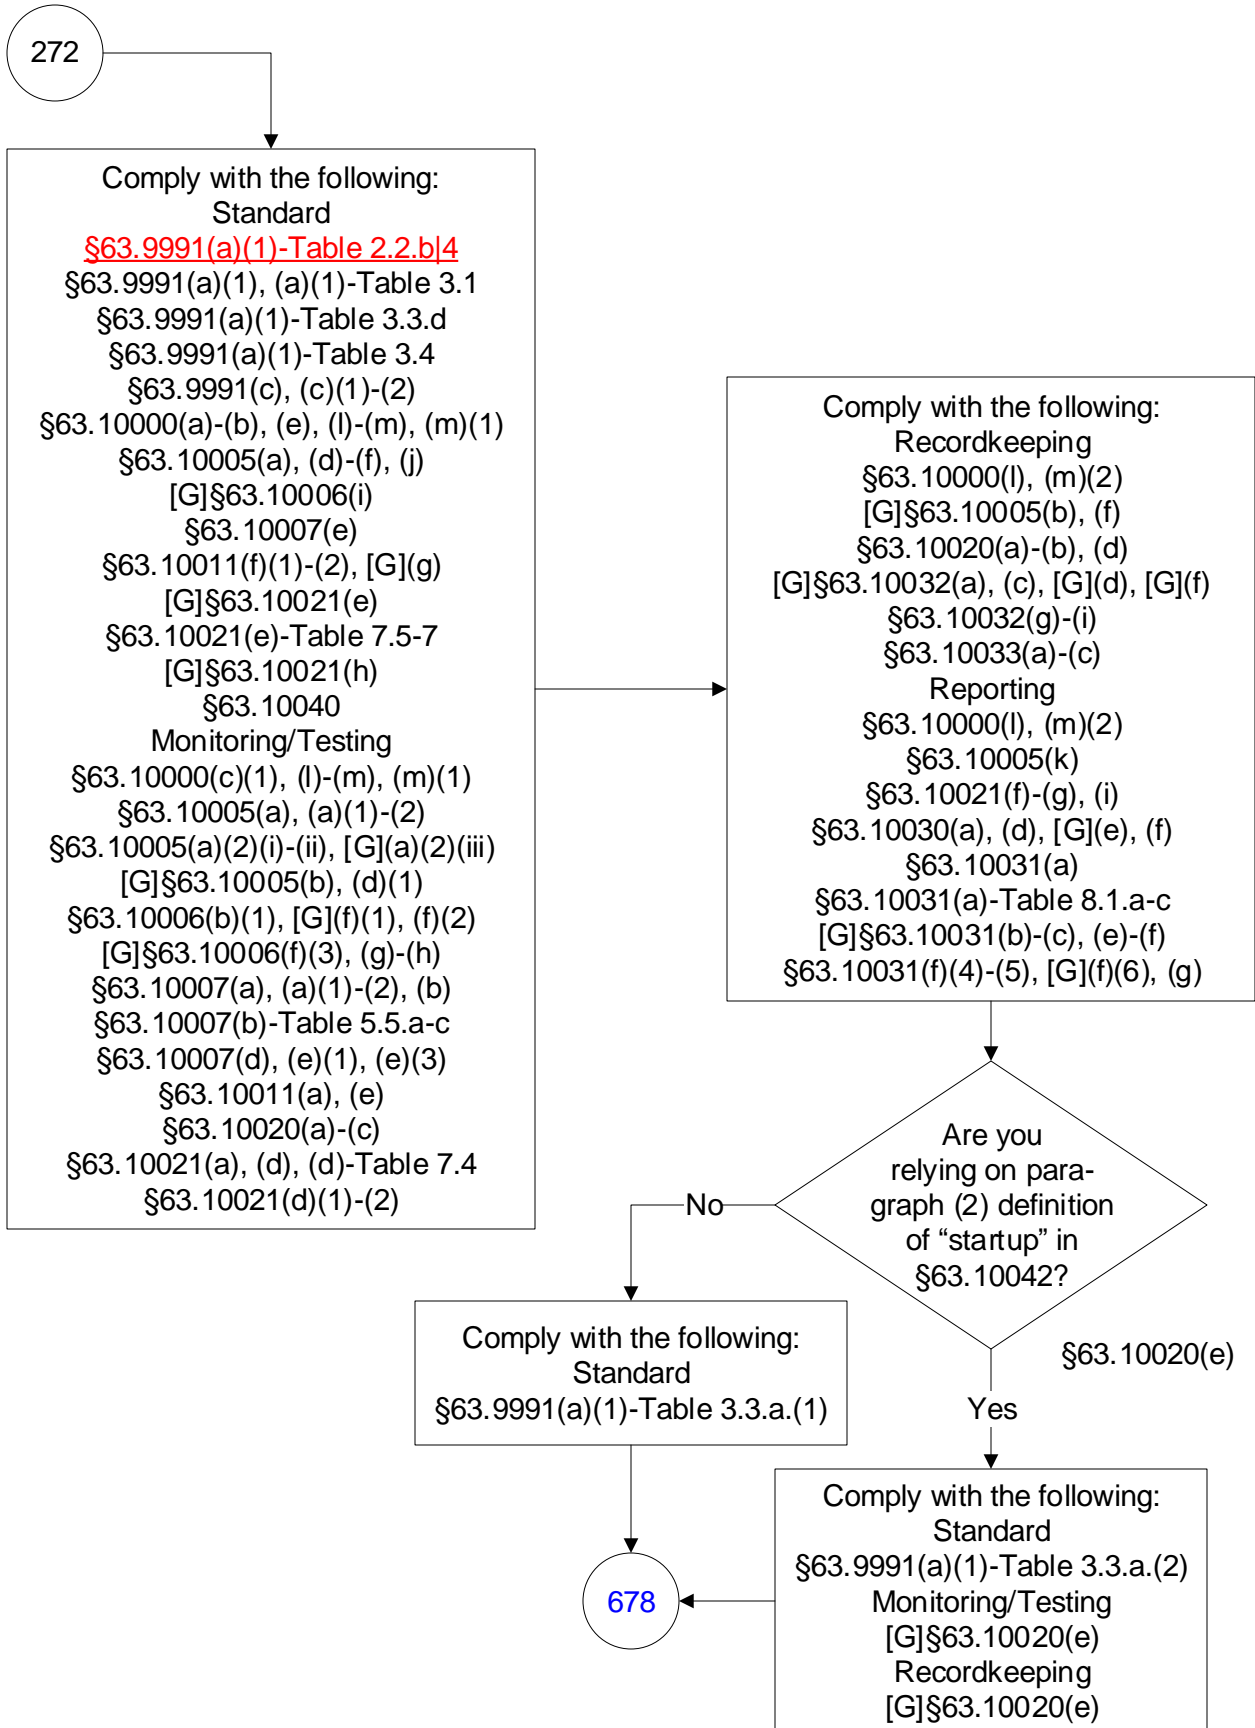 272
Comply with the following:
Standard
§63.9991(a)(1)-Table 2.2.b|4
§63.9991(a)(1), (a)(1)-Table 3.1
§63.9991(a)(1)-Table 3.3.d
§63.9991(a)(1)-Table 3.4
§63.9991(c), (c)(1)-(2)
§63.10000(a)-(b), (e), (l)-(m), (m)(1)
§63.10005(a), (d)-(f), (j)
[G]§63.10006(i)
§63.10007(e)
§63.10011(f)(1)-(2), [G](g)
[G]§63.10021(e)
§63.10021(e)-Table 7.5-7
[G]§63.10021(h)
§63.10040
Monitoring/Testing
§63.10000(c)(1), (l)-(m), (m)(1)
§63.10005(a), (a)(1)-(2)
§63.10005(a)(2)(i)-(ii), [G](a)(2)(iii)
[G]§63.10005(b), (d)(1)
§63.10006(b)(1), [G](f)(1), (f)(2)
[G]§63.10006(f)(3), (g)-(h)
§63.10007(a), (a)(1)-(2), (b)
§63.10007(b)-Table 5.5.a-c
§63.10007(d), (e)(1), (e)(3)
§63.10011(a), (e)
§63.10020(a)-(c)
§63.10021(a), (d), (d)-Table 7.4
§63.10021(d)(1)-(2)
Comply with the following:
Recordkeeping
§63.10000(l), (m)(2)
[G]§63.10005(b), (f)
§63.10020(a)-(b), (d)
[G]§63.10032(a), (c), [G](d), [G](f)
§63.10032(g)-(i)
§63.10033(a)-(c)
Reporting
§63.10000(l), (m)(2)
§63.10005(k)
§63.10021(f)-(g), (i)
§63.10030(a), (d), [G](e), (f)
§63.10031(a)
§63.10031(a)-Table 8.1.a-c
[G]§63.10031(b)-(c), (e)-(f)
§63.10031(f)(4)-(5), [G](f)(6), (g)
Are you
relying on para-
graph (2) definition
of “startup” in
§63.10042?
No
§63.10020(e)
Yes
Comply with the following:
Standard
§63.9991(a)(1)-Table 3.3.a.(1)
Comply with the following:
Standard
§63.9991(a)(1)-Table 3.3.a.(2)
Monitoring/Testing
[G]§63.10020(e)
Recordkeeping
[G]§63.10020(e)
678